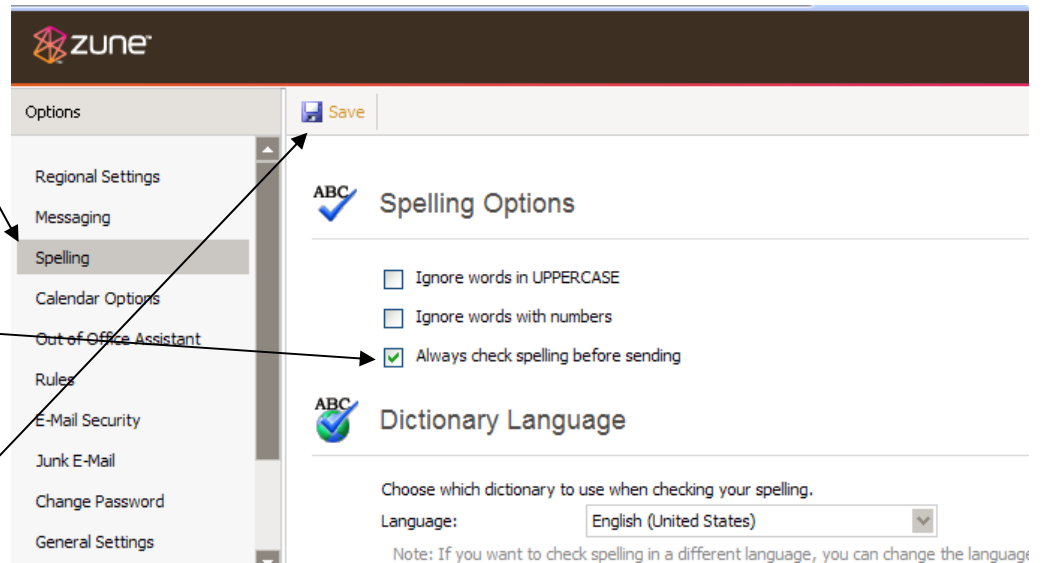 zune
Options
Save
Regional Settings
Messaging
Spelling
Calendar Options
Out of Office Assistant
Rules
E-Mail Security
Junk E-Mail
Change Password
General Settings
ABC
Spelling Options
Ignore words in UPPERCASE
Ignore words with numbers
Always check spelling before sending
ABC
Dictionary Language
Choose which dictionary to use when checking your spelling.
Language: English (United States)
Note: If you want to check spelling in a different language, you can change the language